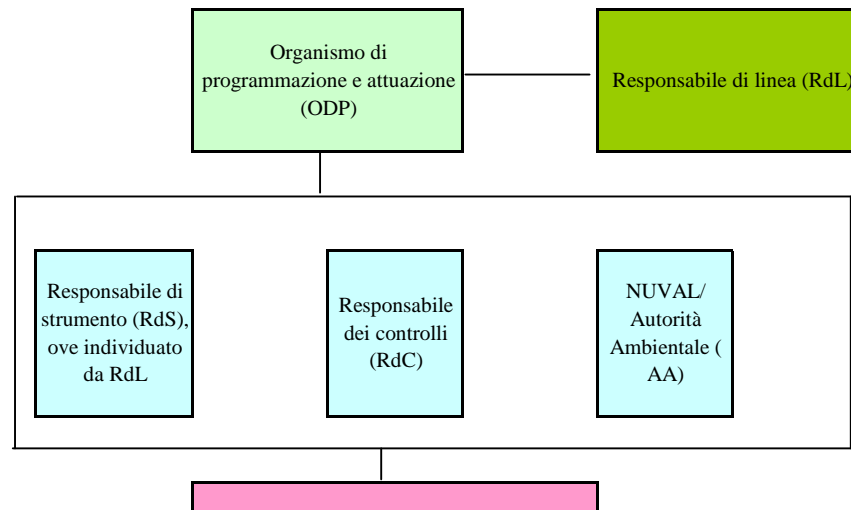 Organismo di
programmazione e attuazione
(ODP)
Responsabile di linea (RdL)
Responsabile di
strumento (RdS),
ove individuato
da RdL
Responsabile
dei controlli
(RdC)
NUVAL/
Autorità
Ambientale (
AA)